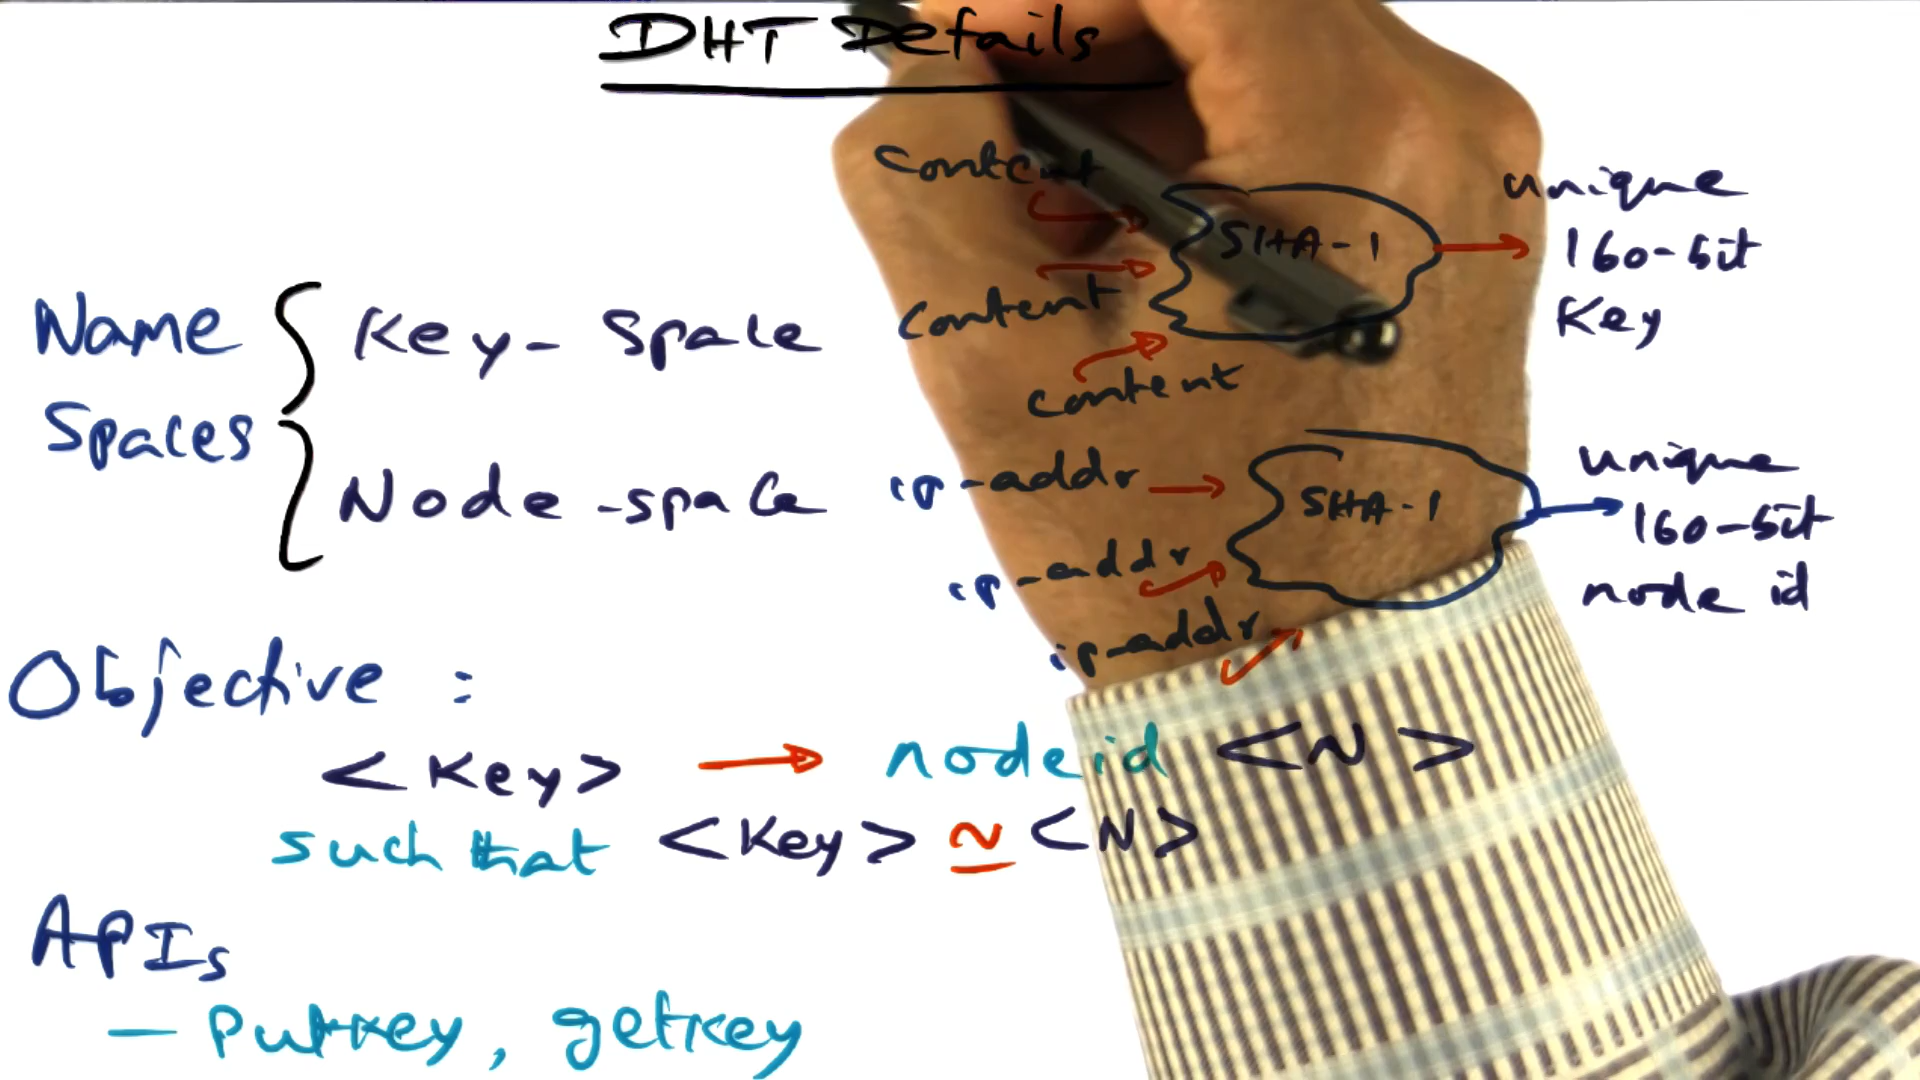 DHT Details
Content
Content
Content
SHA-1
unique
160-bit
Key
Name
Spaces
Key-Space
Node-space
ip-addr
ip-addr
ip-addr
SHA-1
unique
160-bit
node id
Objective :
<Key> → node id <N>
such that <Key> ≃ <N>
APIs
- Putkey, getkey